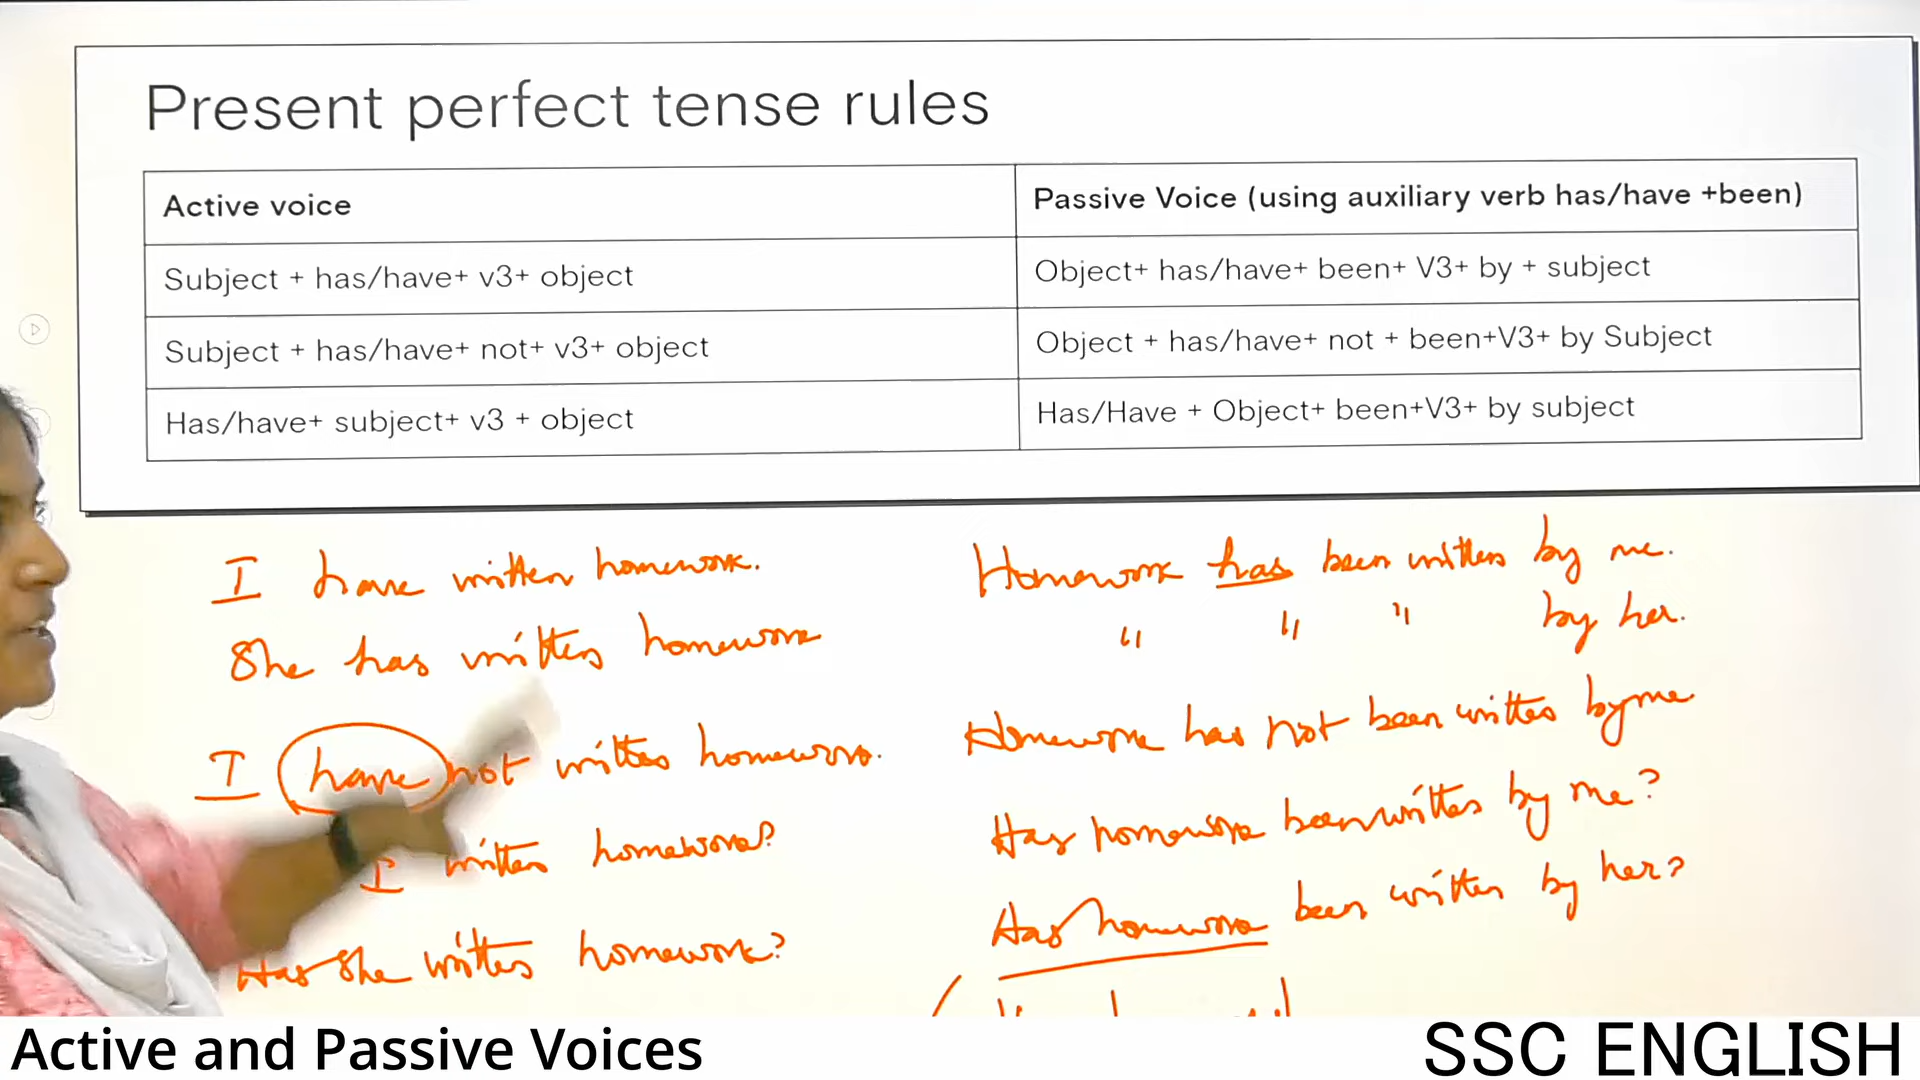 Present perfect tense rules
Active voice
Passive Voice (using auxiliary verb has/have +been)
Subject + has/have+ v3+ object
Object+ has/have+ been+ V3+ by + subject
Subject + has/have+ not+ v3+ object
Object + has/have+ not + been+V3+ by Subject
Has/have+ subject+ v3 + object
Has/Have + Object+ been+V3+ by subject
I have written homework.
Homework has been written by me.
She has written homework
" " " by her.
I have not written homework.
Homework has not been written by me
I written homework?
Has homework been written by me?
Has She written homework?
Has homework been written by her?
Active and Passive Voices
SSC ENGLISH